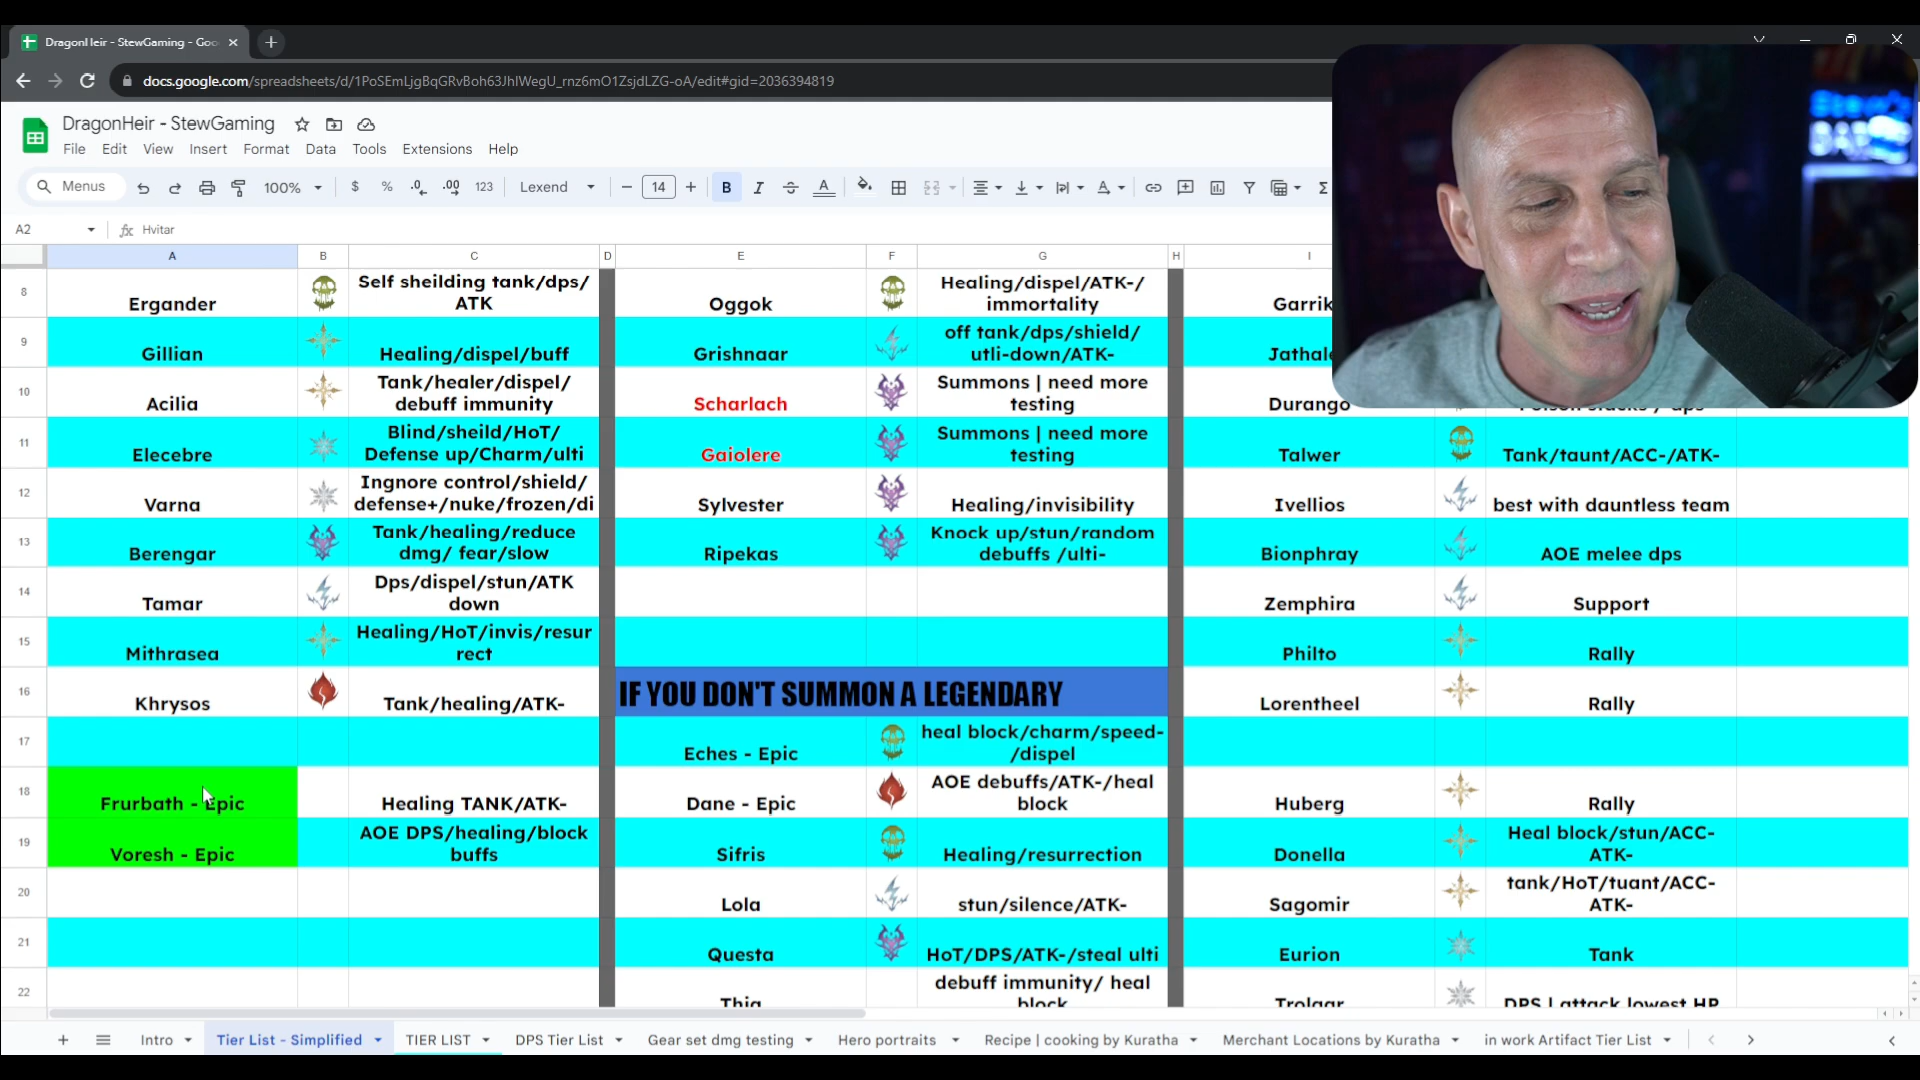 DragonHeir - StewGaming - Goo
docs.google.com/spreadsheets/d/1PoSEmLjgBqGRvBoh63JhlWegU_rnz6mO1ZsjdLZG-oA/edit#gid=2036394819
DragonHeir - StewGaming
File Edit View Insert Format Data Tools Extensions Help
Menus 100% $ % .0 .00 123 Lexend 14 B I A
A2 fx Hvitar
A B C D E F G H I
8 Ergander Self sheilding tank/dps/
ATK Oggok Healing/dispel/ATK-/
immortality Garrik
9 Gillian Healing/dispel/buff Grishnaar off tank/dps/shield/
utli-down/ATK- Jathale
10 Acilia Tank/healer/dispel/
debuff immunity Scharlach Summons | need more
testing Durango
11 Elecebre Blind/sheild/HoT/
Defense up/Charm/ulti Gaiolere Summons | need more
testing Talwer Tank/taunt/ACC-/ATK-
12 Varna Ingnore control/shield/
defense+/nuke/frozen/di Sylvester Healing/invisibility Ivellios best with dauntless team
13 Berengar Tank/healing/reduce
dmg/ fear/slow Ripekas Knock up/stun/random
debuffs /ulti- Bionphray AOE melee dps
14 Tamar Dps/dispel/stun/ATK
down Zemphira Support
15 Mithrasea Healing/HoT/invis/resur
rect Philto Rally
16 Khrysos Tank/healing/ATK- IF YOU DON'T SUMMON A LEGENDARY Lorentheel Rally
17 Eches - Epic heal block/charm/speed-
/dispel
18 Frurbath - Epic Healing TANK/ATK- Dane - Epic AOE debuffs/ATK-/heal
block Huberg Rally
19 Voresh - Epic AOE DPS/healing/block
buffs Sifris Healing/resurrection Donella Heal block/stun/ACC-
ATK-
20 Lola stun/silence/ATK- Sagomir tank/HoT/tuant/ACC-
ATK-
21 Questa HoT/DPS/ATK-/steal ulti Eurion Tank
22 debuff immunity/ heal
block DPS | attack lowest HP
Intro Tier List - Simplified TIER LIST DPS Tier List Gear set dmg testing Hero portraits Recipe | cooking by Kuratha Merchant Locations by Kuratha in work Artifact Tier List